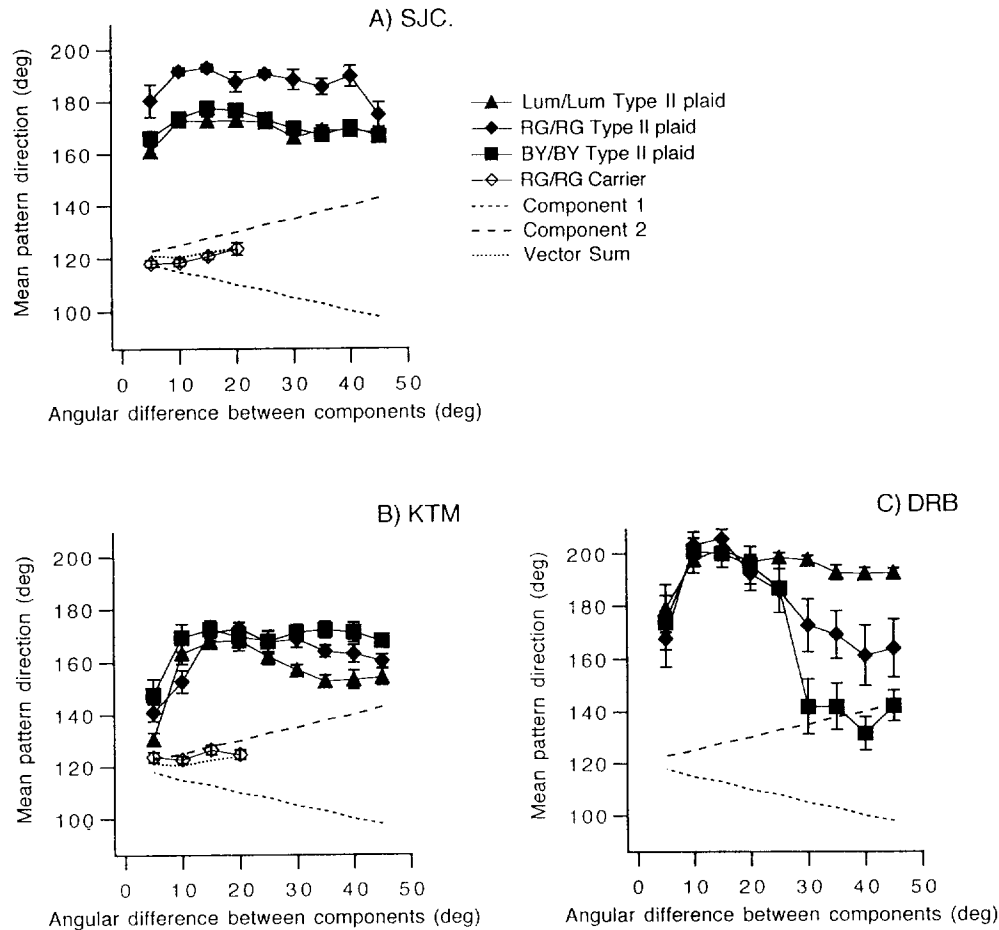 A) SJC.
Mean pattern direction (deg)
200
180
160
140
120
100
0 10 20 30 40 50
Angular difference between components (deg)
Lum/Lum Type II plaid
RG/RG Type II plaid
BY/BY Type II plaid
RG/RG Carrier
Component 1
Component 2
Vector Sum
B) KTM
Mean pattern direction (deg)
200
180
160
140
120
100
0 10 20 30 40 50
Angular difference between components (deg)
C) DRB
Mean pattern direction (deg)
200
180
160
140
120
100
0 10 20 30 40 50
Angular difference between components (deg)